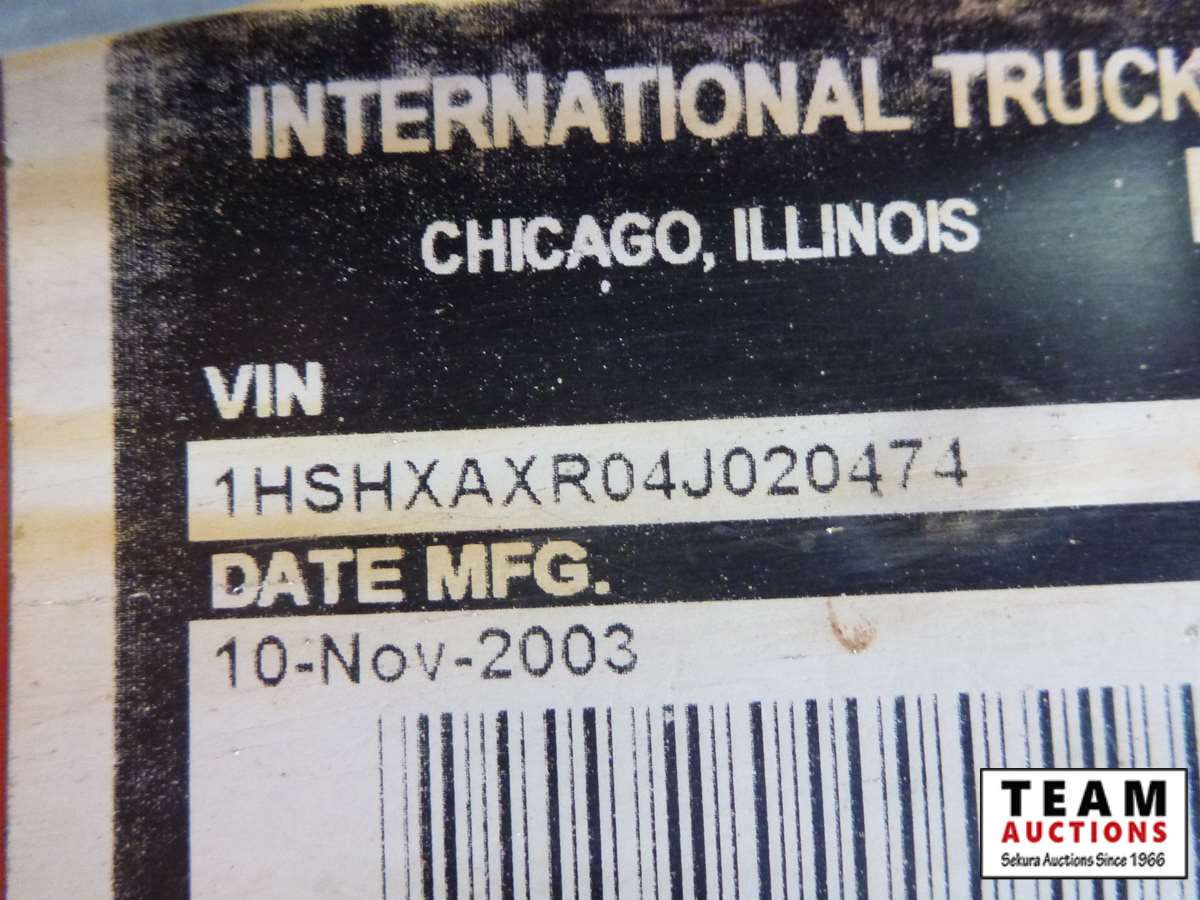 INTERNATIONAL TRUCK
CHICAGO, ILLINOIS
VIN
1HSHXAXR04J020474
DATE MFG.
10-Nov-2003
TEAM
AUCTIONS
Sekura Auctions Since 1966